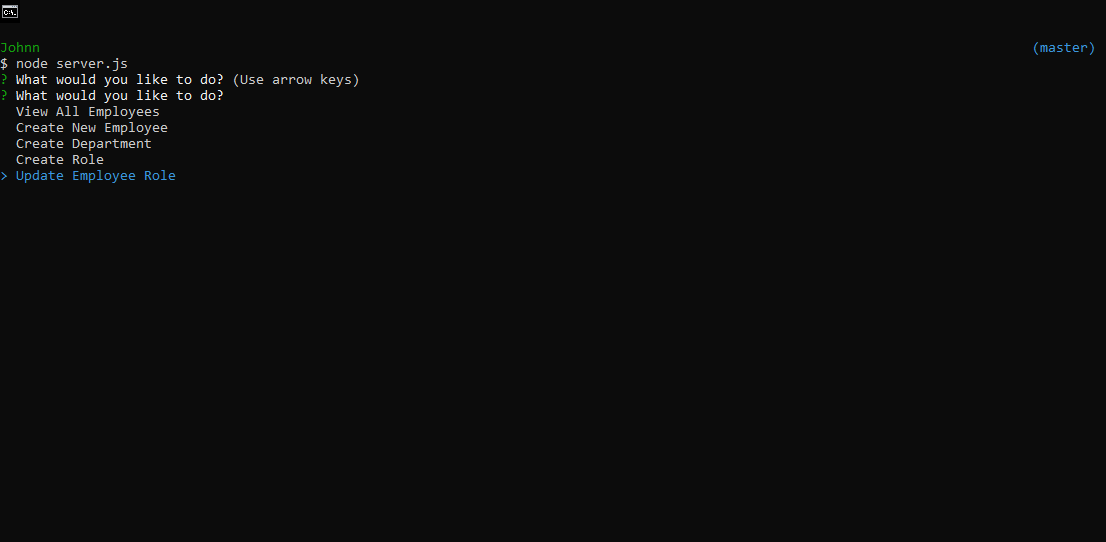 C:\.
Johnn (master)
$ node server.js
? What would you like to do? (Use arrow keys)
? What would you like to do?
View All Employees
Create New Employee
Create Department
Create Role
> Update Employee Role